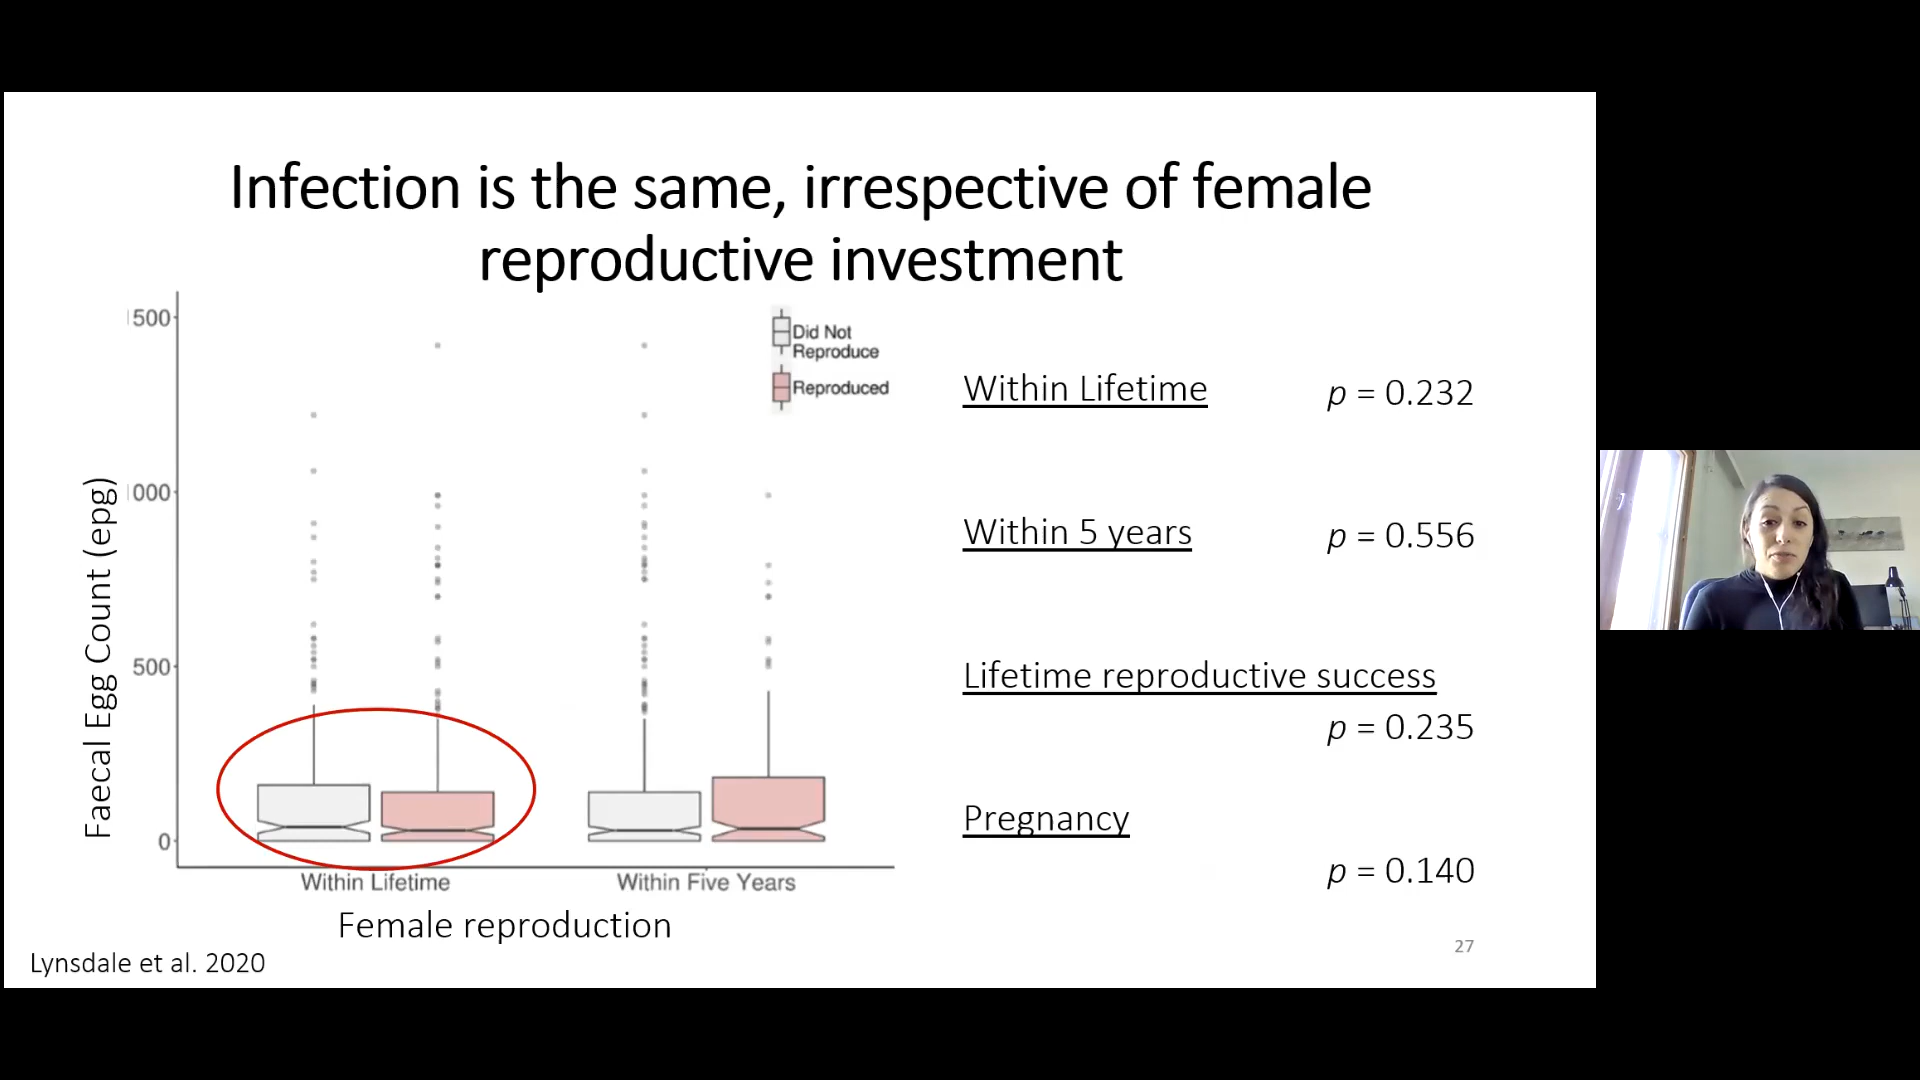 Infection is the same, irrespective of female
reproductive investment
500
000
500
0
Faecal Egg Count (epg)
Did Not
Reproduce
Reproduced
Within Lifetime
Within Five Years
Female reproduction
Within Lifetime p = 0.232
Within 5 years p = 0.556
Lifetime reproductive success
p = 0.235
Pregnancy
p = 0.140
Lynsdale et al. 2020
27